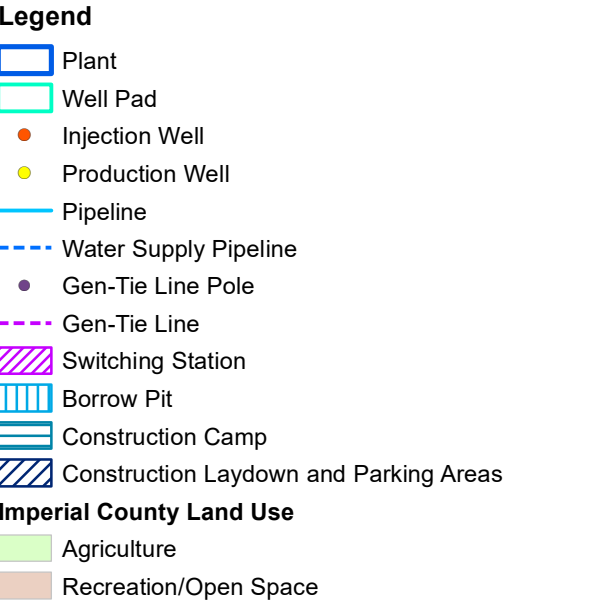 Legend
Plant
Well Pad
Injection Well
Production Well
Pipeline
Water Supply Pipeline
Gen-Tie Line Pole
Gen-Tie Line
Switching Station
Borrow Pit
Construction Camp
Construction Laydown and Parking Areas
Imperial County Land Use
Agriculture
Recreation/Open Space